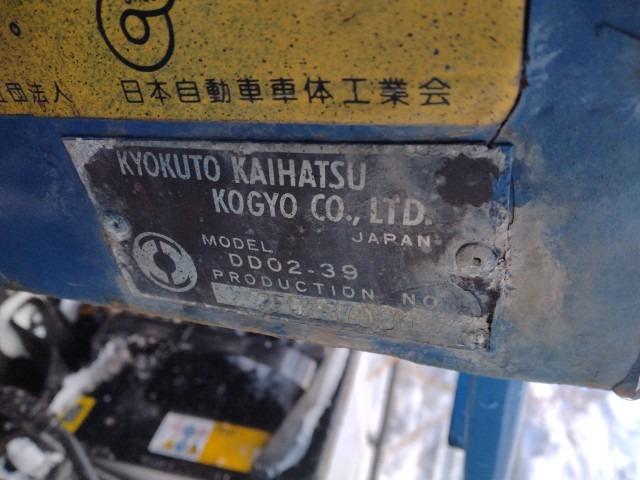 団法人 日本自動車車体工業会
KYOKUTO KAIHATSU
KOGYO CO., LTD.
JAPAN
MODEL
DD02-39
PRODUCTION NO